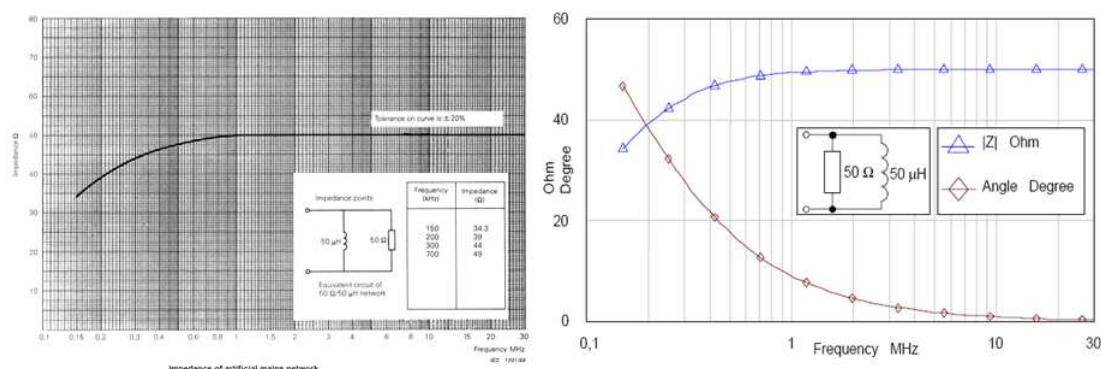 80
70
60
50
40
30
20
10
Impedance Ω
Tolerance on curve is ± 20%
Impedance points
50 μH
50 Ω
Equivalent circuit of
50 Ω/50 μH network
Frequency
(kHz)
Impedance
(Ω)
150 34.3
200 39
300 44
700 49
0.1 0.15 0.2 0.3 0.4 0.5 0.6 0.8 1 1.5 2 3 4 5 6 8 10 15 20 30
Frequency MHz
Impedance of artificial mains network
60
40
20
0
Ohm
Degree
50 Ω
50 μH
|Z| Ohm
Angle Degree
0,1 1 10 30
Frequency MHz